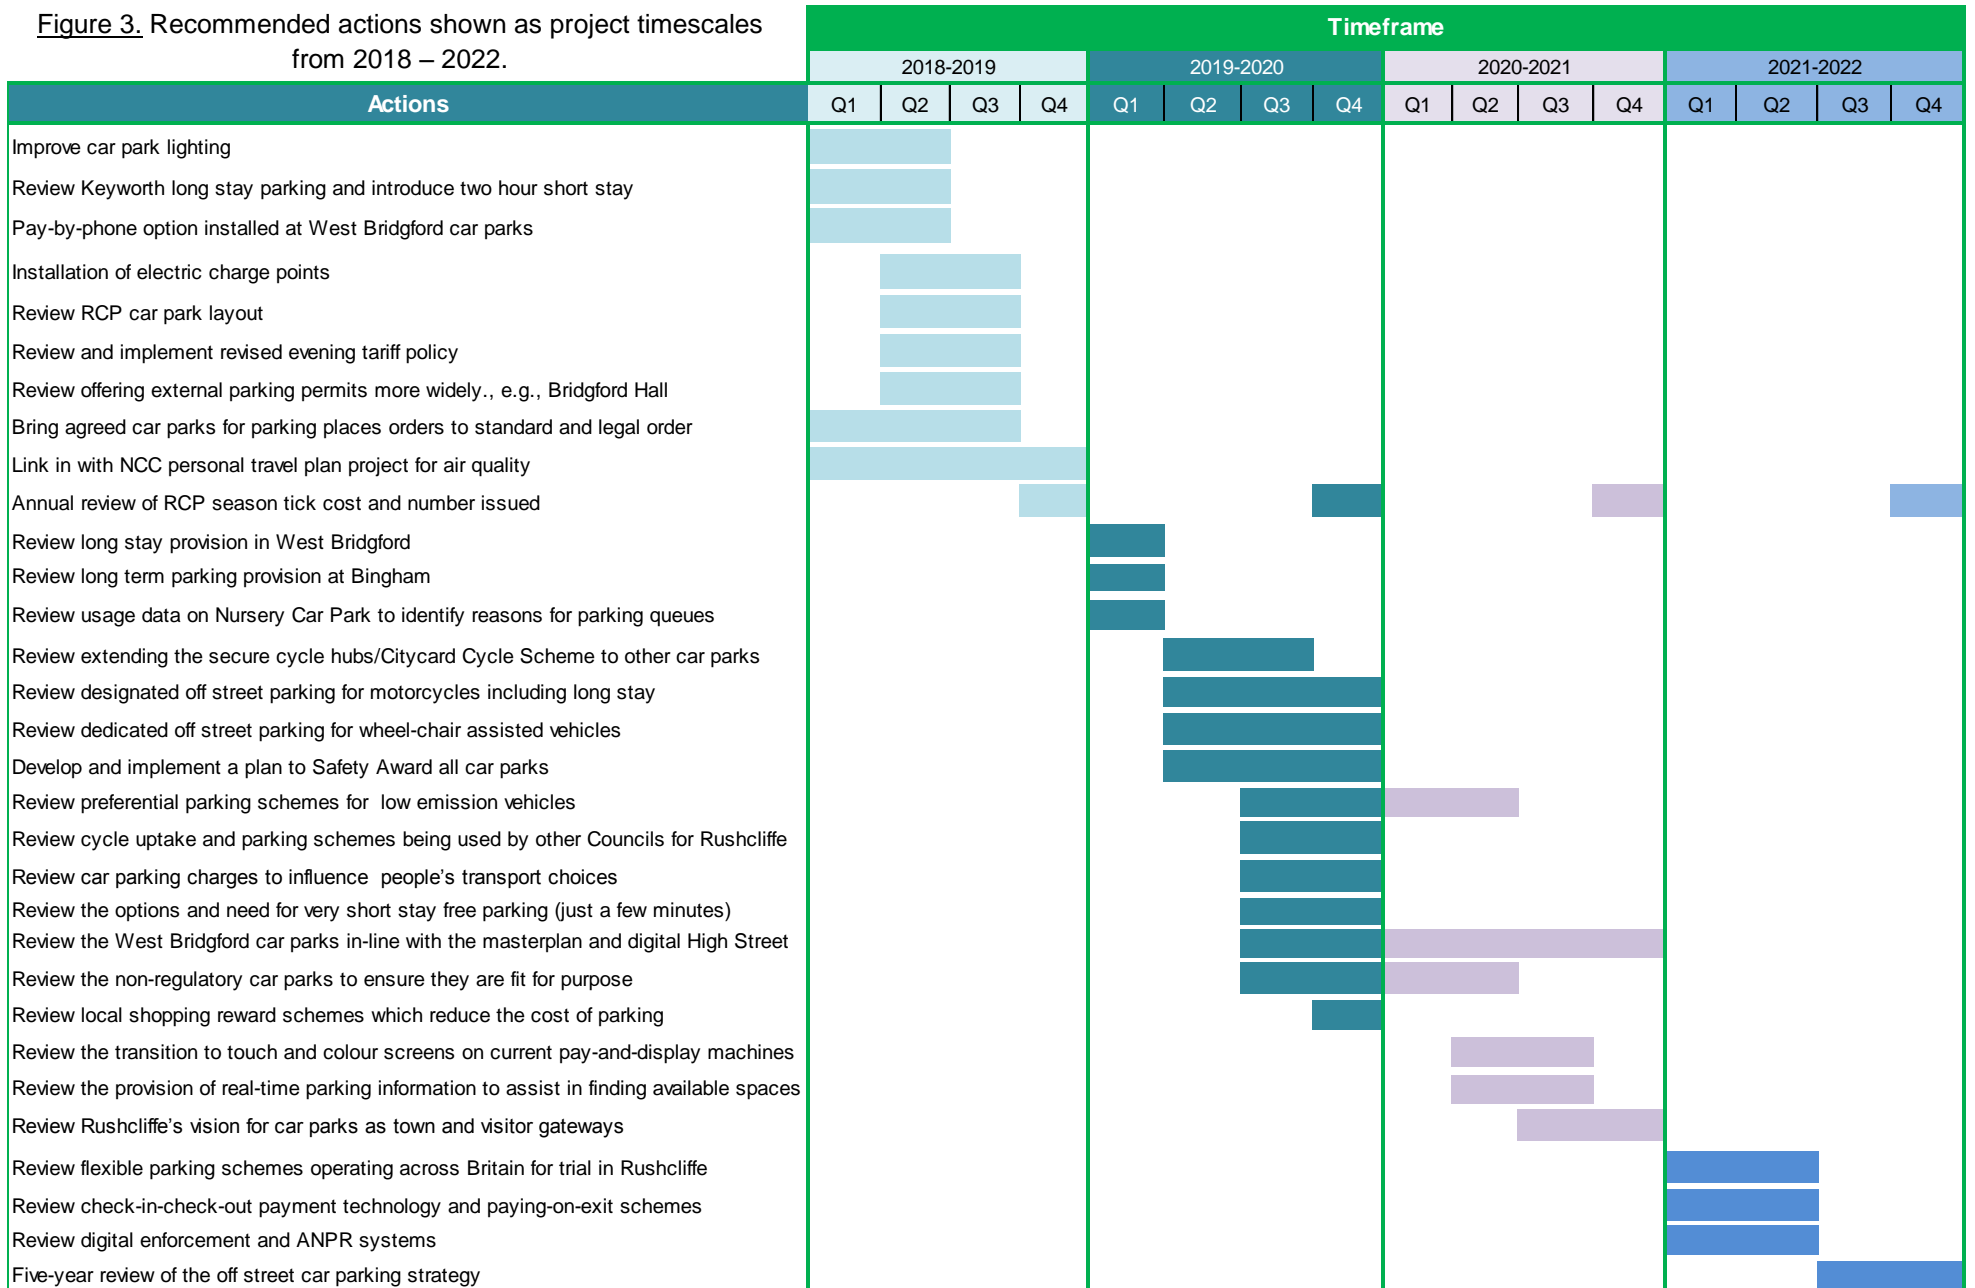 Figure 3. Recommended actions shown as project timescales
from 2018 – 2022.
Timeframe
2018-2019 2019-2020 2020-2021 2021-2022
Actions Q1 Q2 Q3 Q4 Q1 Q2 Q3 Q4 Q1 Q2 Q3 Q4 Q1 Q2 Q3 Q4
Improve car park lighting
Review Keyworth long stay parking and introduce two hour short stay
Pay-by-phone option installed at West Bridgford car parks
Installation of electric charge points
Review RCP car park layout
Review and implement revised evening tariff policy
Review offering external parking permits more widely., e.g., Bridgford Hall
Bring agreed car parks for parking places orders to standard and legal order
Link in with NCC personal travel plan project for air quality
Annual review of RCP season tick cost and number issued
Review long stay provision in West Bridgford
Review long term parking provision at Bingham
Review usage data on Nursery Car Park to identify reasons for parking queues
Review extending the secure cycle hubs/Citycard Cycle Scheme to other car parks
Review designated off street parking for motorcycles including long stay
Review dedicated off street parking for wheel-chair assisted vehicles
Develop and implement a plan to Safety Award all car parks
Review preferential parking schemes for low emission vehicles
Review cycle uptake and parking schemes being used by other Councils for Rushcliffe
Review car parking charges to influence people's transport choices
Review the options and need for very short stay free parking (just a few minutes)
Review the West Bridgford car parks in-line with the masterplan and digital High Street
Review the non-regulatory car parks to ensure they are fit for purpose
Review local shopping reward schemes which reduce the cost of parking
Review the transition to touch and colour screens on current pay-and-display machines
Review the provision of real-time parking information to assist in finding available spaces
Review Rushcliffe's vision for car parks as town and visitor gateways
Review flexible parking schemes operating across Britain for trial in Rushcliffe
Review check-in-check-out payment technology and paying-on-exit schemes
Review digital enforcement and ANPR systems
Five-year review of the off street car parking strategy